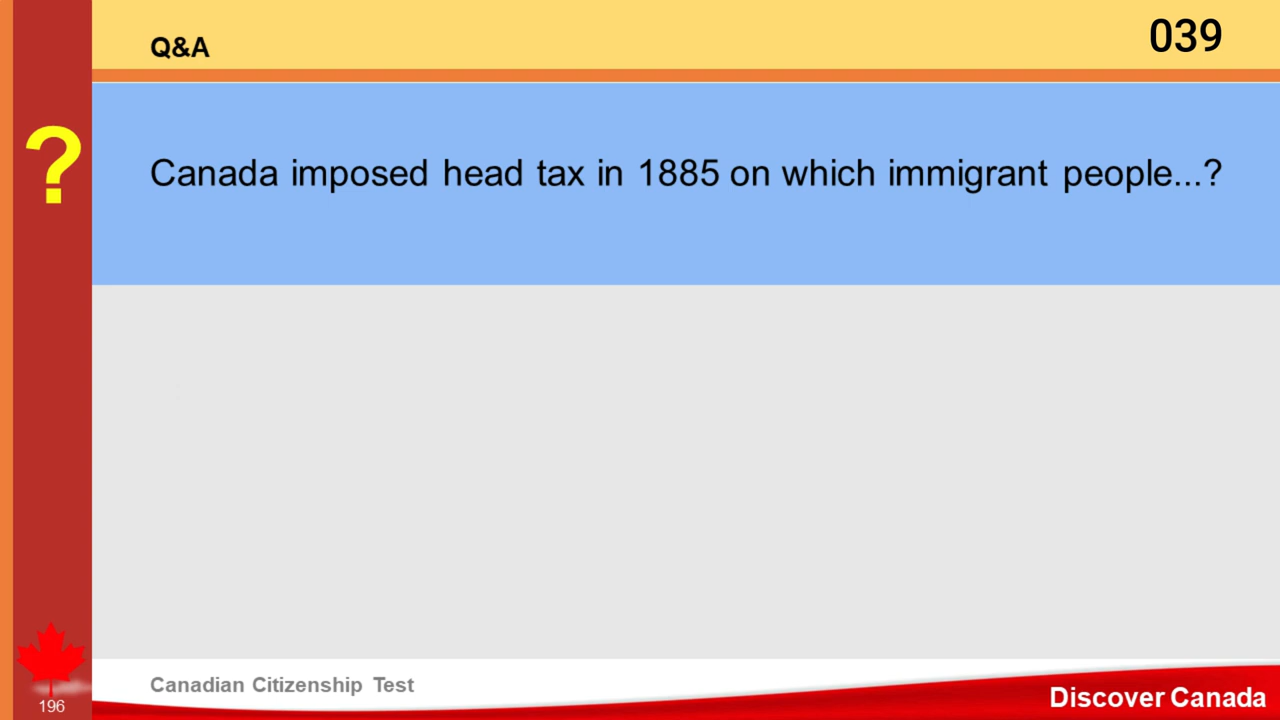 Q&A
039
?
Canada imposed head tax in 1885 on which immigrant people...?
Canadian Citizenship Test
196
Discover Canada